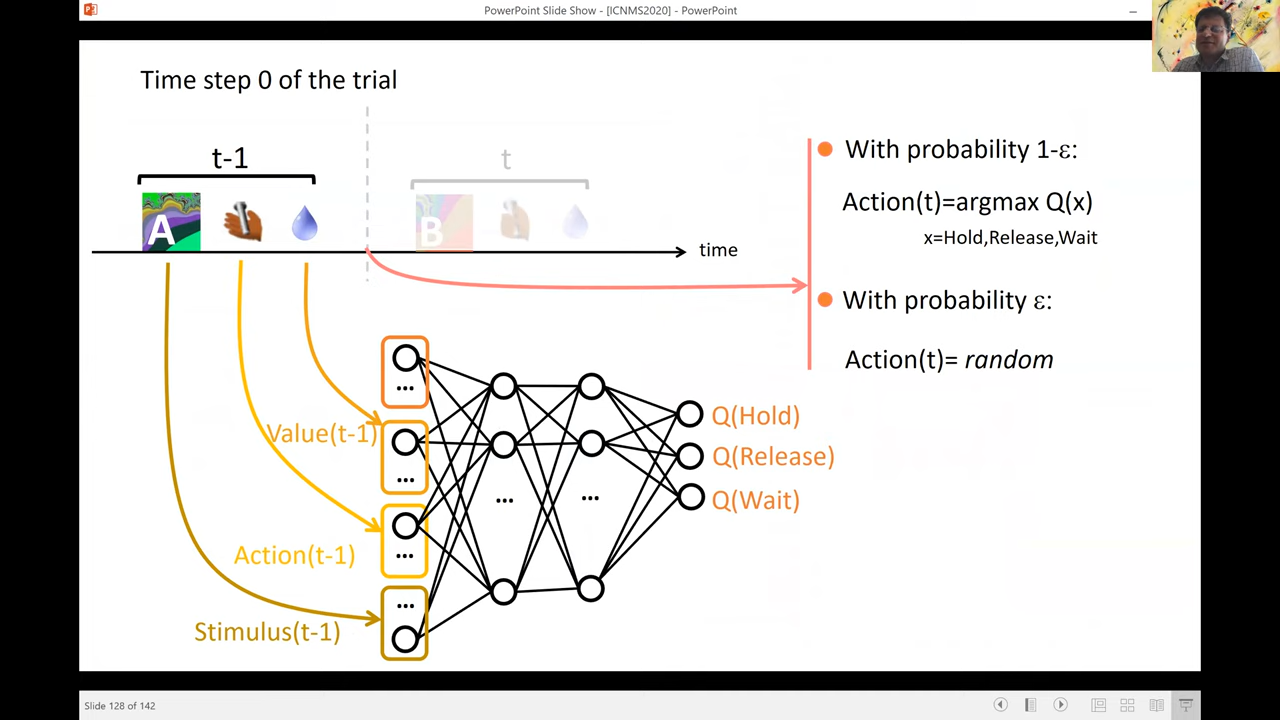 PowerPoint Slide Show - [ICNMS2020] - PowerPoint
Time step 0 of the trial
t-1
t
A
B
time
With probability 1-ε:
Action(t)=argmax Q(x)
x=Hold,Release,Wait
With probability ε:
Action(t)= random
...
Value(t-1)
...
Action(t-1)
...
Stimulus(t-1)
...
...
...
Q(Hold)
Q(Release)
Q(Wait)
Slide 128 of 142